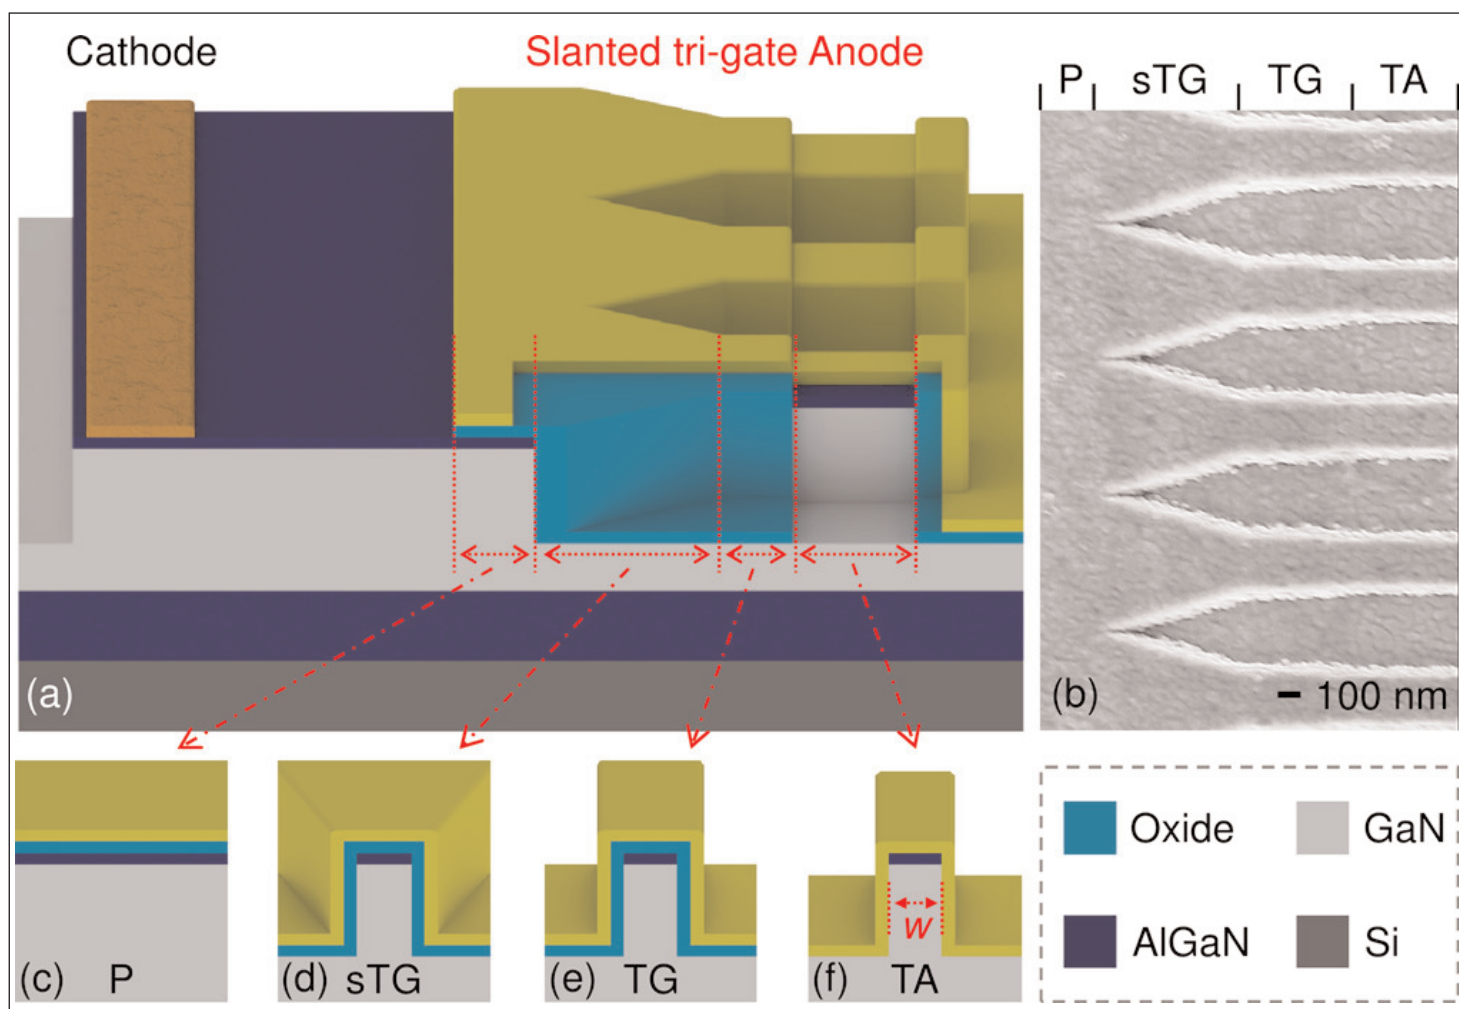 Cathode
Slanted tri-gate Anode
P sTG TG TA
(a)
(b)
100 nm
(c) P
(d) sTG
(e) TG
w
(f) TA
Oxide
GaN
AlGaN
Si